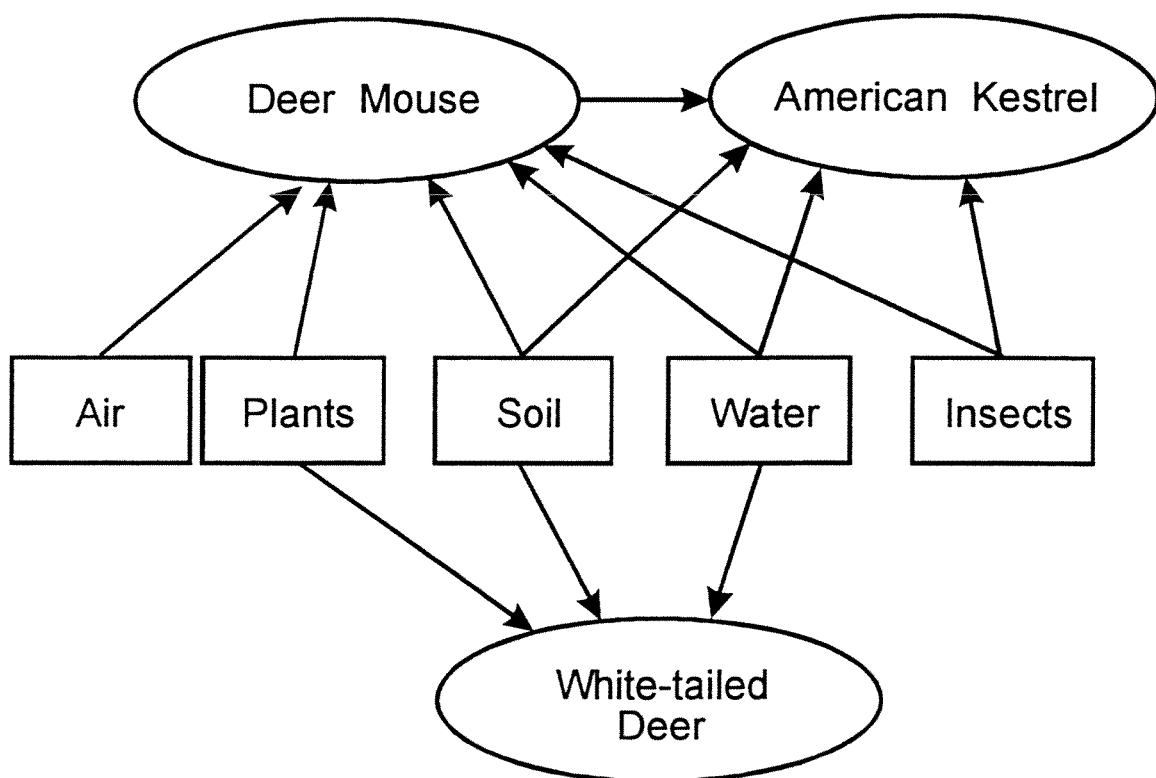 Deer Mouse
American Kestrel
Air
Plants
Soil
Water
Insects
White-tailed
Deer